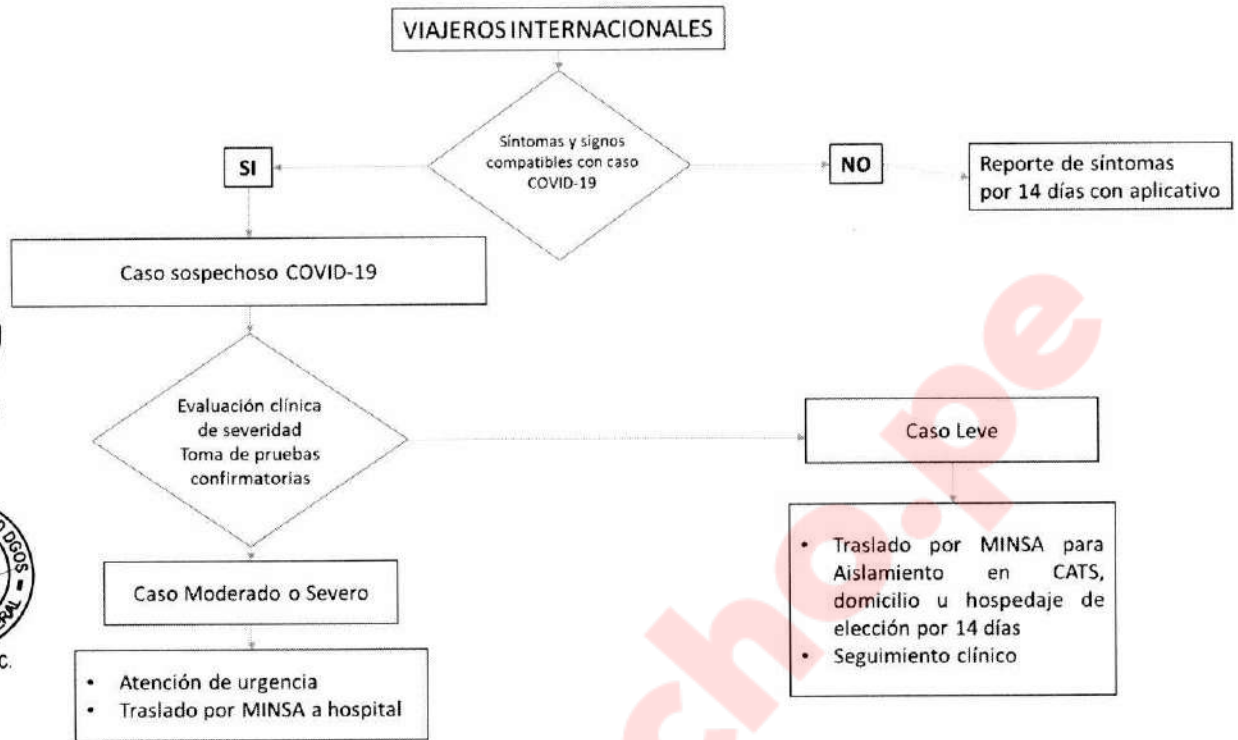 VIAJEROS INTERNACIONALES
Síntomas y signos
compatibles con caso
COVID-19
SI
NO
Reporte de síntomas
por 14 días con aplicativo
Caso sospechoso COVID-19
Evaluación clínica
de severidad
Toma de pruebas
confirmatorias
Caso Leve
Caso Moderado o Severo
• Traslado por MINSA para
Aislamiento en CATS,
domicilio u hospedaje de
elección por 14 días
• Seguimiento clínico
• Atención de urgencia
• Traslado por MINSA a hospital
DGOS
C.
cho.pe